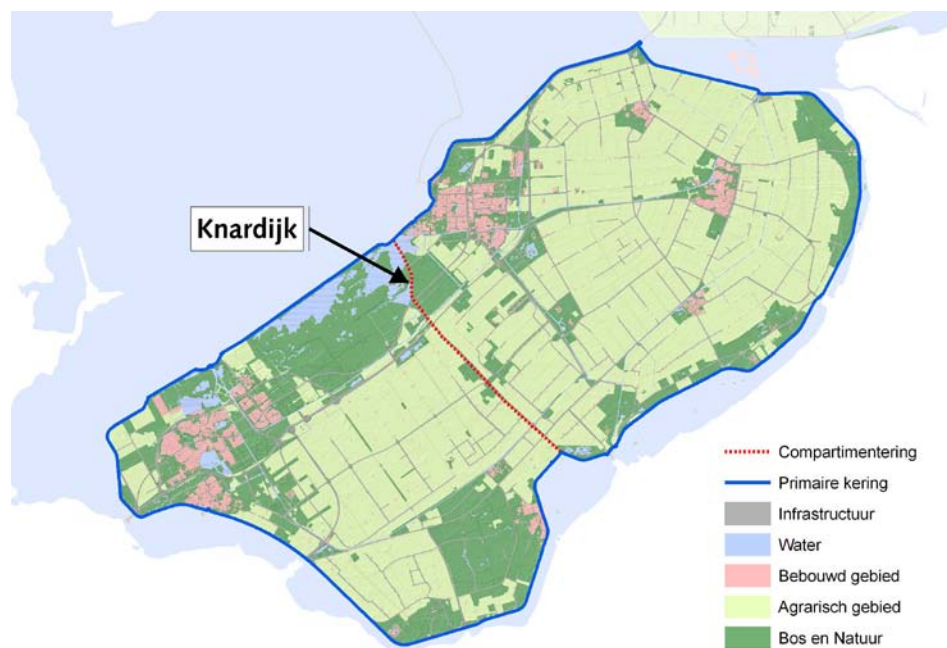 Knardijk
Compartimentering
Primaire kering
Infrastructuur
Water
Bebouwd gebied
Agrarisch gebied
Bos en Natuur